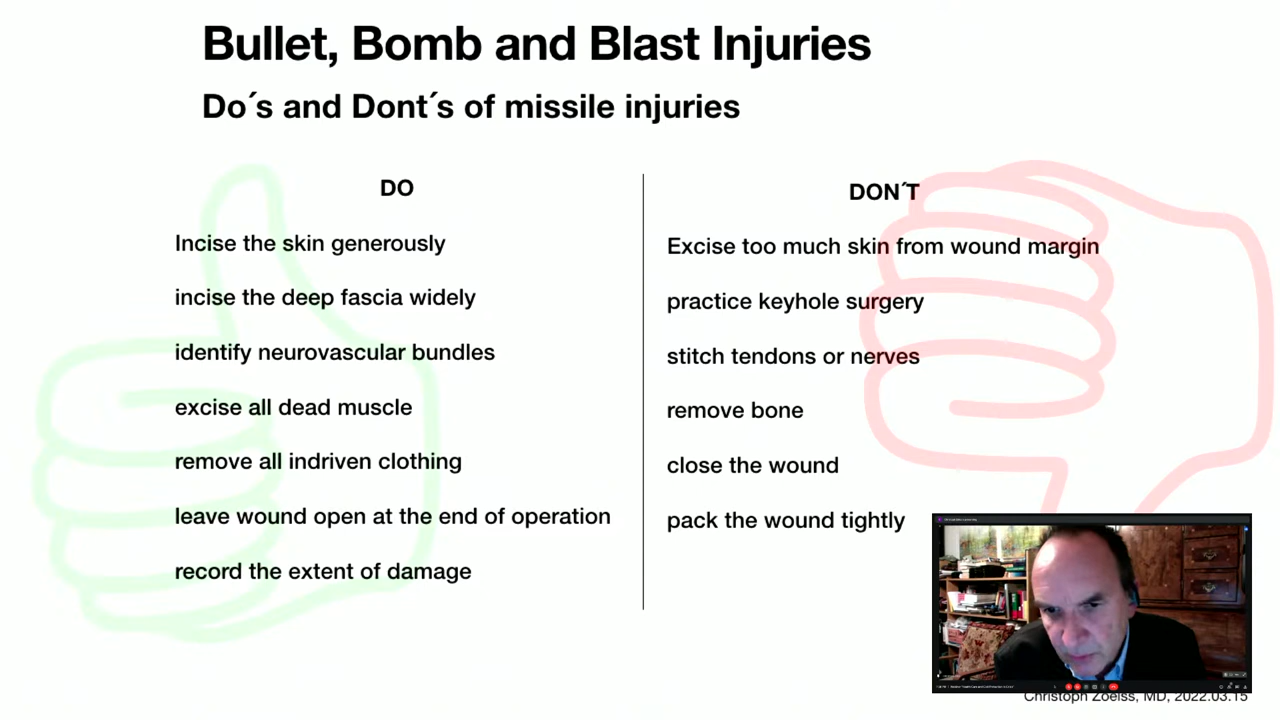 Bullet, Bomb and Blast Injuries
Do´s and Dont´s of missile injuries
DO
Incise the skin generously
incise the deep fascia widely
identify neurovascular bundles
excise all dead muscle
remove all indriven clothing
leave wound open at the end of operation
record the extent of damage
DON´T
Excise too much skin from wound margin
practice keyhole surgery
stitch tendons or nerves
remove bone
close the wound
pack the wound tightly
Christoph Zoelss, MD, 2022.03.15